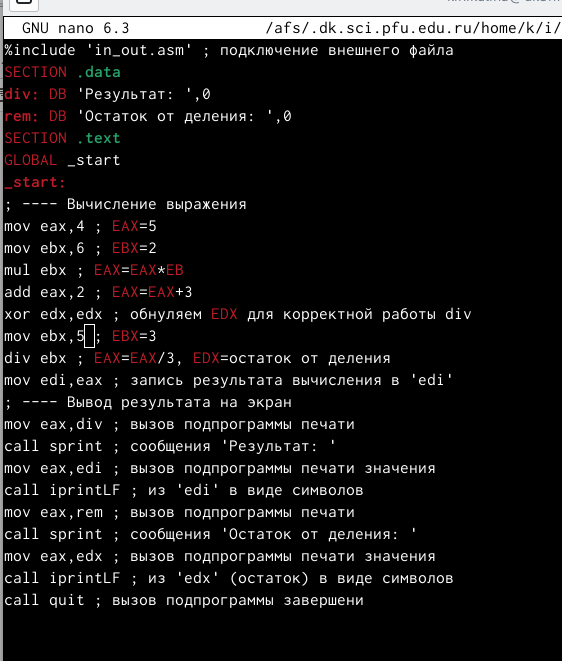 GNU nano 6.3 /afs/.dk.sci.pfu.edu.ru/home/k/i/
%include 'in_out.asm' ; подключение внешнего файла
SECTION .data
div: DB 'Результат: ',0
rem: DB 'Остаток от деления: ',0
SECTION .text
GLOBAL _start
_start:
; ---- Вычисление выражения
mov eax,4 ; EAX=5
mov ebx,6 ; EBX=2
mul ebx ; EAX=EAX*EB
add eax,2 ; EAX=EAX+3
xor edx,edx ; обнуляем EDX для корректной работы div
mov ebx,5 ; EBX=3
div ebx ; EAX=EAX/3, EDX=остаток от деления
mov edi,eax ; запись результата вычисления в 'edi'
; ---- Вывод результата на экран
mov eax,div ; вызов подпрограммы печати
call sprint ; сообщения 'Результат: '
mov eax,edi ; вызов подпрограммы печати значения
call iprintLF ; из 'edi' в виде символов
mov eax,rem ; вызов подпрограммы печати
call sprint ; сообщения 'Остаток от деления: '
mov eax,edx ; вызов подпрограммы печати значения
call iprintLF ; из 'edx' (остаток) в виде символов
call quit ; вызов подпрограммы завершени